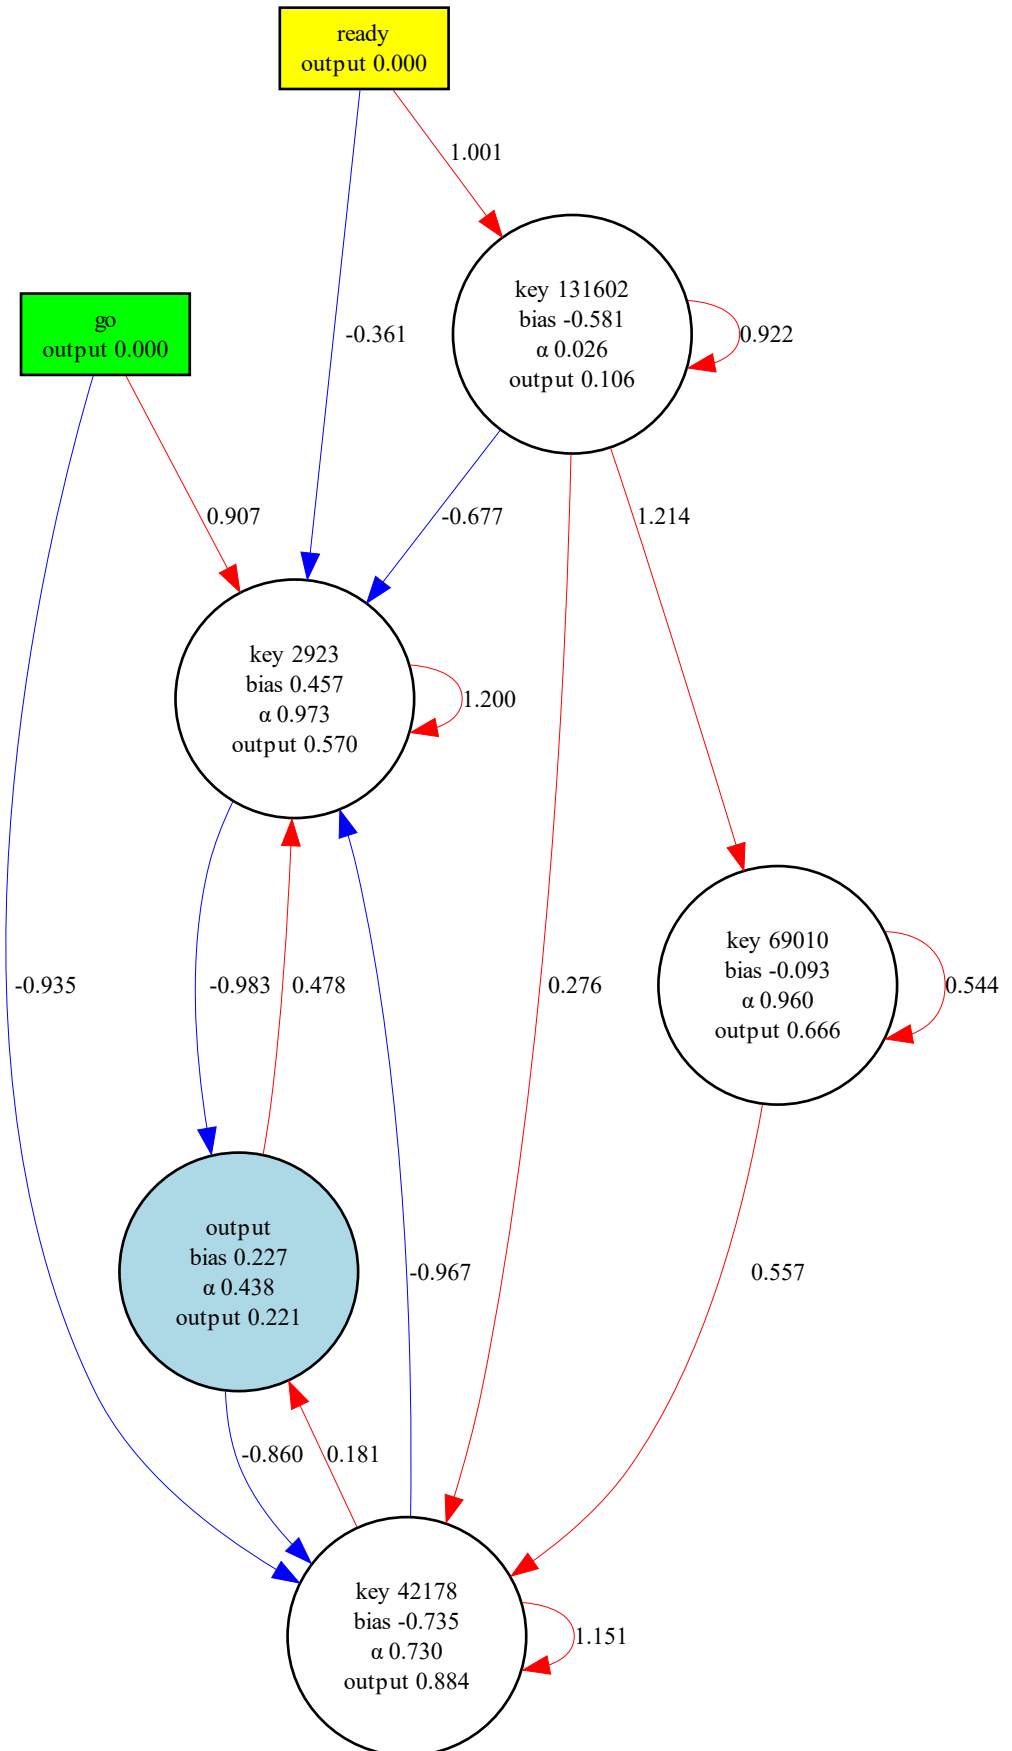 ready
output 0.000
1.001
key 131602
bias -0.581
α 0.026
output 0.106
0.922
go
output 0.000
-0.361
0.907
-0.677
1.214
key 2923
bias 0.457
α 0.973
output 0.570
1.200
key 69010
bias -0.093
α 0.960
output 0.666
0.544
-0.935
-0.983
0.478
0.276
output
bias 0.227
α 0.438
output 0.221
-0.967
0.557
-0.860
0.181
key 42178
bias -0.735
α 0.730
output 0.884
1.151